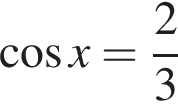 cos x = 2/3